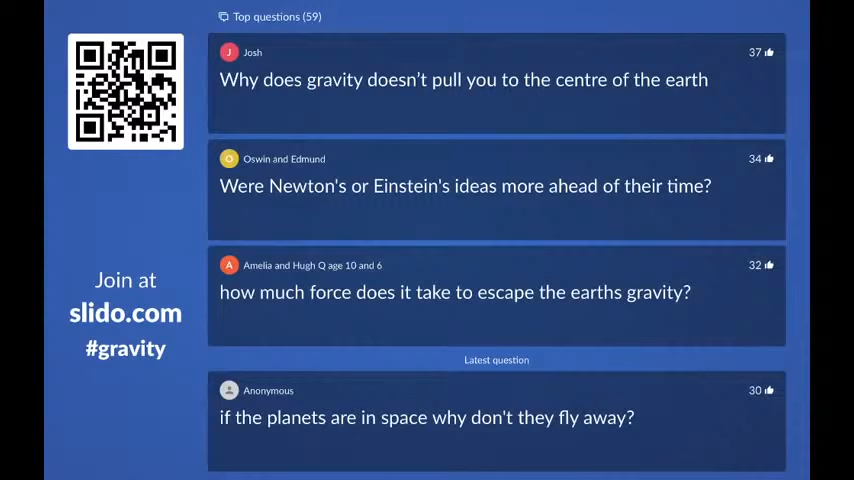 Top questions (59)
J Josh 37
Why does gravity doesn't pull you to the centre of the earth
O Oswin and Edmund 34
Were Newton's or Einstein's ideas more ahead of their time?
A Amelia and Hugh Q age 10 and 6 32
how much force does it take to escape the earths gravity?
Join at
slido.com
#gravity
Latest question
Anonymous 30
if the planets are in space why don't they fly away?